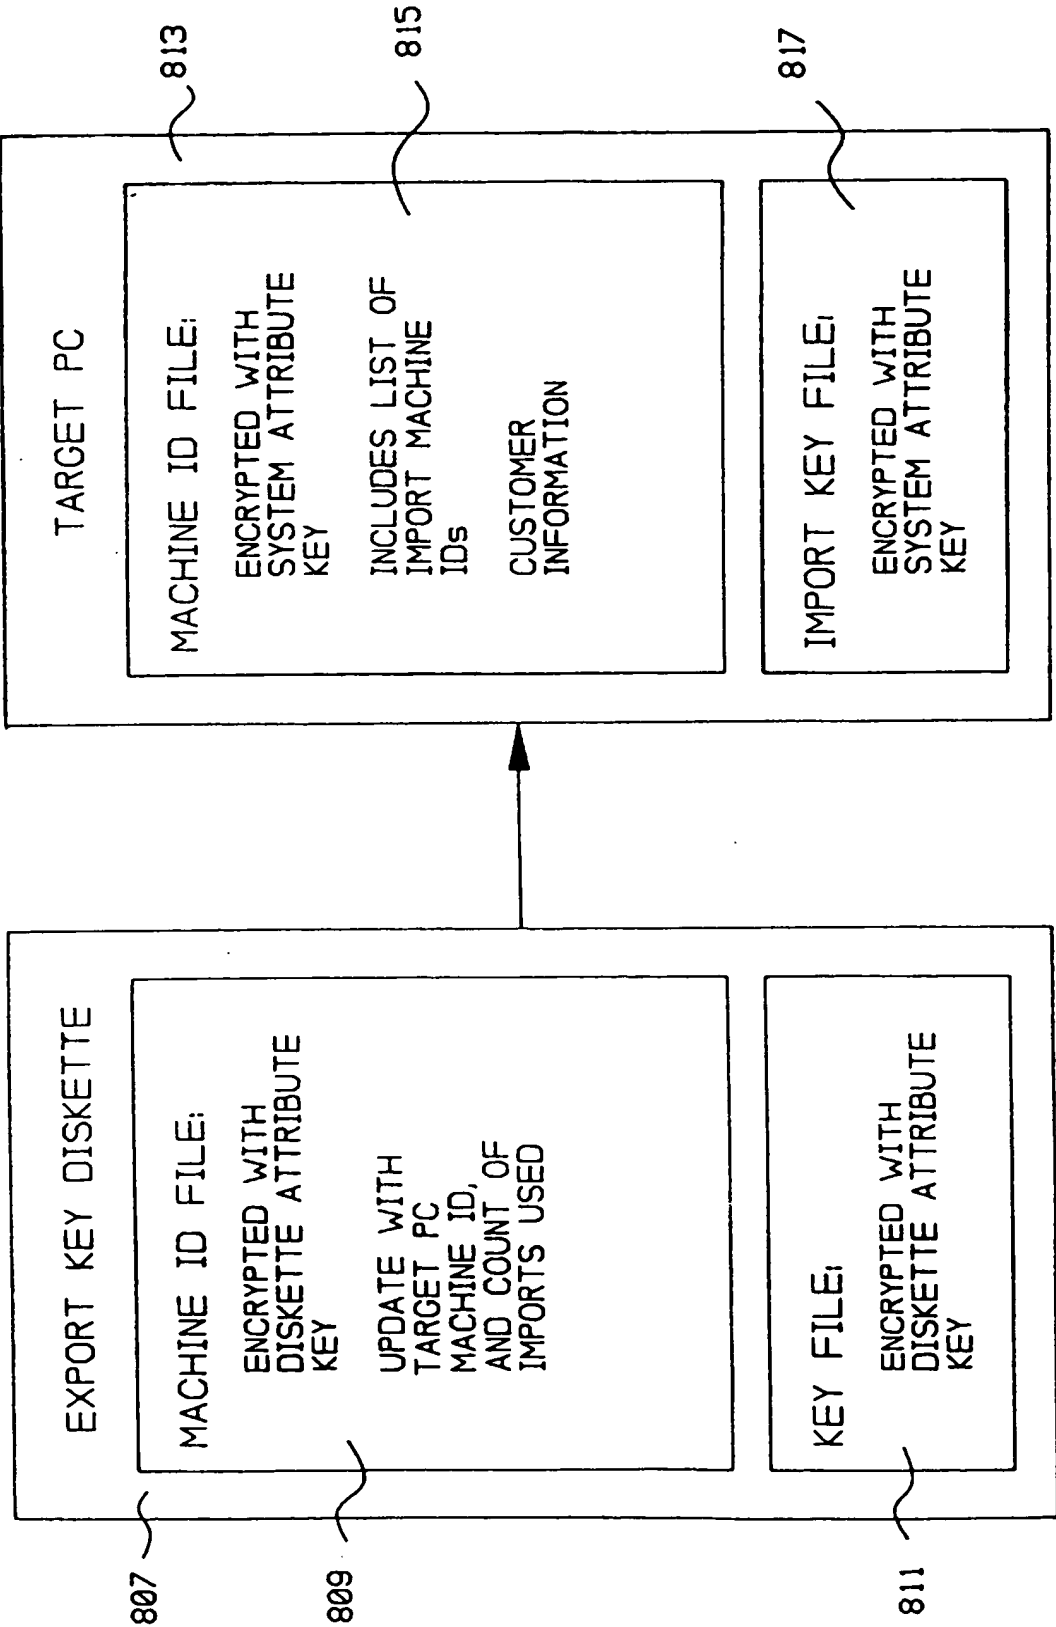 EXPORT KEY DISKETTE
807
MACHINE ID FILE:
ENCRYPTED WITH
DISKETTE ATTRIBUTE
KEY
UPDATE WITH
TARGET PC
MACHINE ID,
AND COUNT OF
IMPORTS USED
809
KEY FILE:
ENCRYPTED WITH
DISKETTE ATTRIBUTE
KEY
811
TARGET PC
813
MACHINE ID FILE:
ENCRYPTED WITH
SYSTEM ATTRIBUTE
KEY
INCLUDES LIST OF
IMPORT MACHINE
IDs
CUSTOMER
INFORMATION
815
IMPORT KEY FILE:
ENCRYPTED WITH
SYSTEM ATTRIBUTE
KEY
817